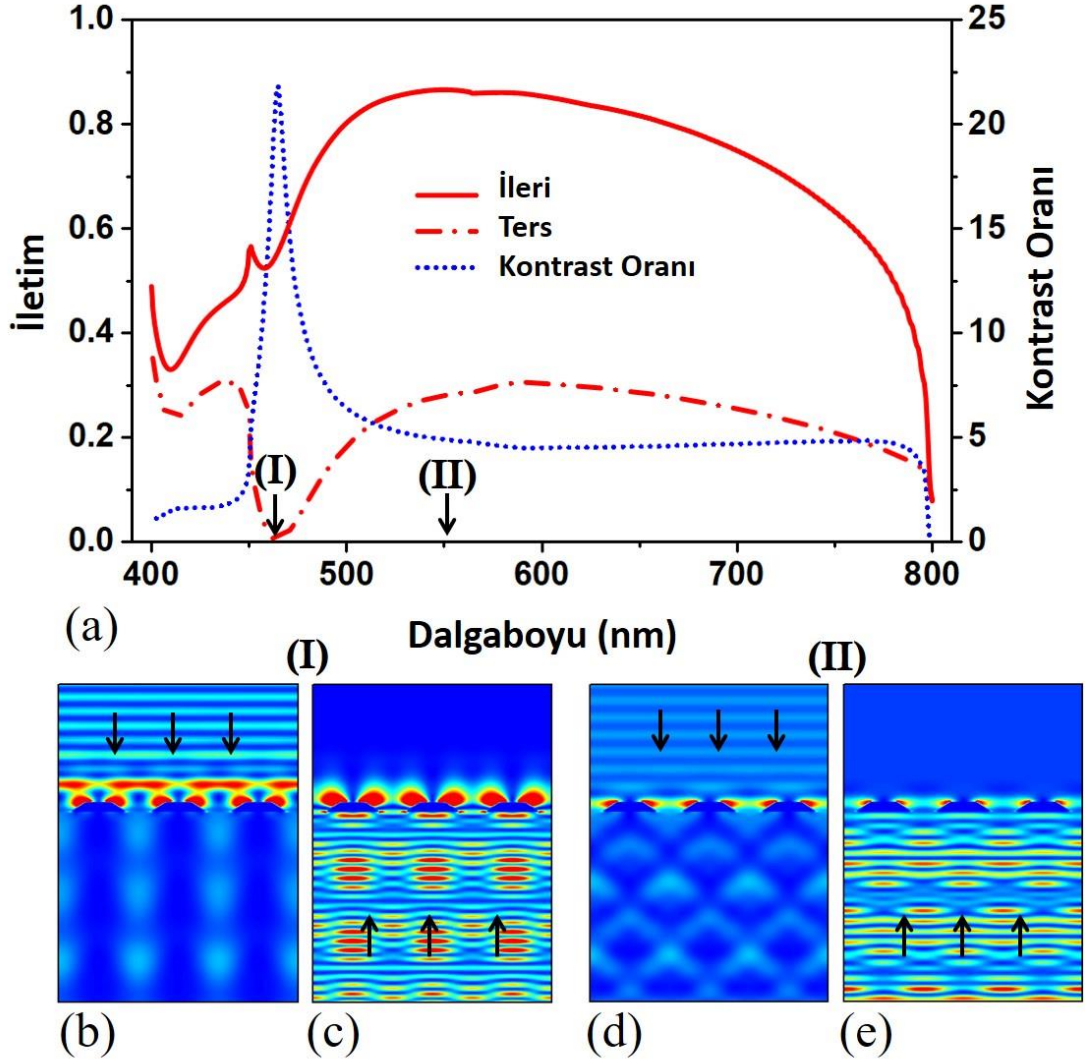 1.0
0.8
0.6
0.4
0.2
0.0
İletim
25
20
15
10
5
0
Kontrast Oranı
İleri
Ters
Kontrast Oranı
(I)
(II)
400
500
600
700
800
(a)
Dalgaboyu (nm)
(I)
(II)
(b)
(c)
(d)
(e)